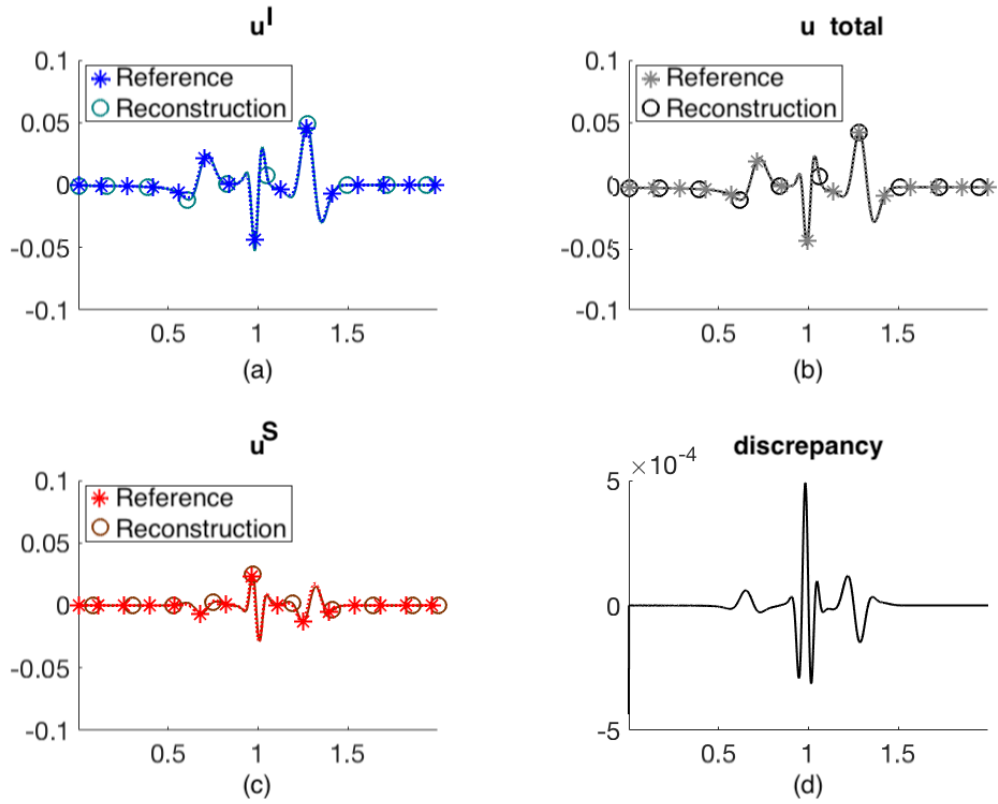 u^I
0.1
Reference
Reconstruction
0.05
0
-0.05
-0.1
0.5 1 1.5
(a)
u total
0.1
Reference
Reconstruction
0.05
0
-0.05
-0.1
0.5 1 1.5
(b)
u^S
0.1
Reference
Reconstruction
0.05
0
-0.05
-0.1
0.5 1 1.5
(c)
discrepancy
×10^-4
5
0
-5
0.5 1 1.5
(d)